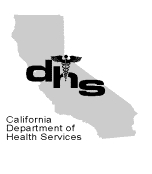 dhs
California
Department of
Health Services